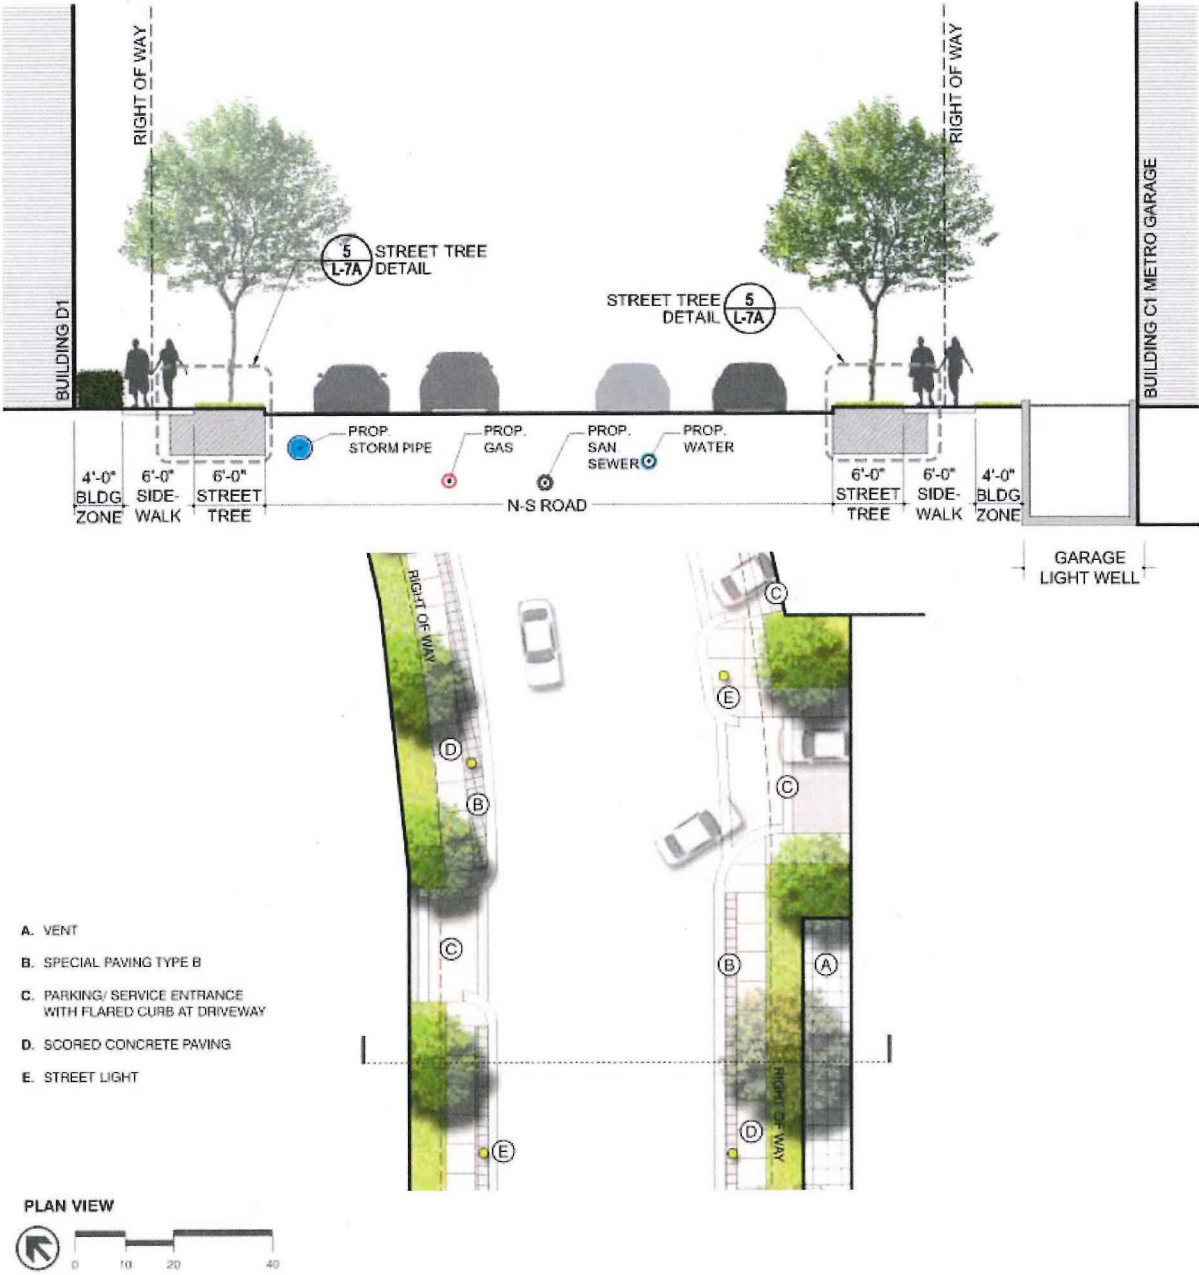 RIGHT OF WAY
RIGHT OF WAY
BUILDING D1
BUILDING C1 METRO GARAGE
5
L-7A
STREET TREE
DETAIL
STREET TREE
DETAIL
5
L-7A
PROP.
STORM PIPE
PROP.
GAS
PROP.
SAN.
SEWER
PROP.
WATER
4'-0"
BLDG
ZONE
6'-0"
SIDE-
WALK
6'-0"
STREET
TREE
N-S ROAD
6'-0"
STREET
TREE
6'-0"
SIDE-
WALK
4'-0"
BLDG
ZONE
GARAGE
LIGHT WELL
RIGHT OF WAY
C
E
D
B
C
C
B
A
RIGHT OF WAY
D
E
A. VENT
B. SPECIAL PAVING TYPE B
C. PARKING/ SERVICE ENTRANCE
WITH FLARED CURB AT DRIVEWAY
D. SCORED CONCRETE PAVING
E. STREET LIGHT
PLAN VIEW
0 10 20 40